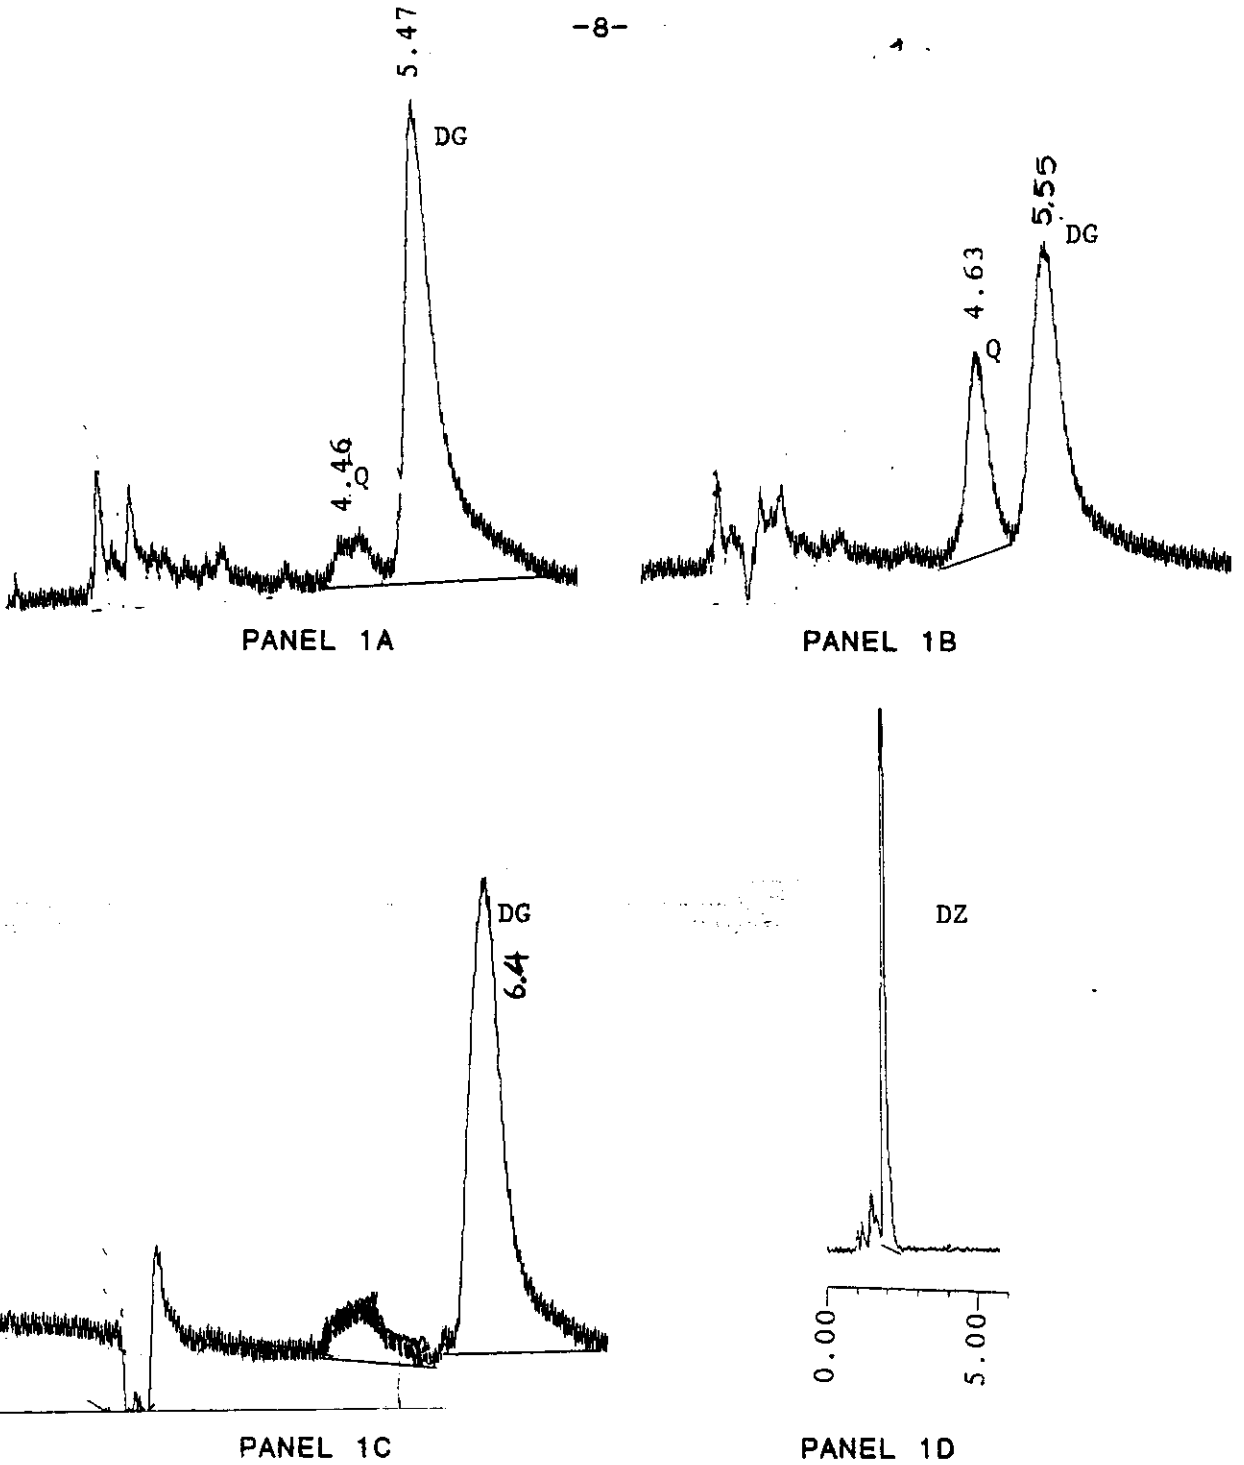 -8-
5.47
DG
4.46
Q
5.55
DG
4.63
Q
PANEL 1A
PANEL 1B
DG
6.4
DZ
0.00
5.00
PANEL 1C
PANEL 1D